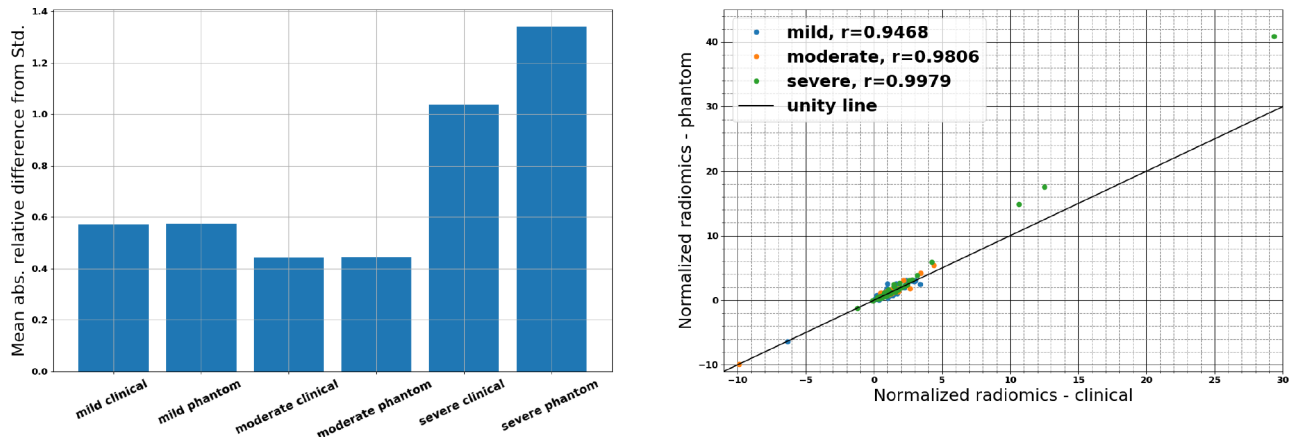 Mean abs. relative difference from Std.
1.4
1.2
1.0
0.8
0.6
0.4
0.2
0.0
mild clinical
mild phantom
moderate clinical
moderate phantom
severe clinical
severe phantom
Normalized radiomics - phantom
40
30
20
10
0
−10
mild, r=0.9468
moderate, r=0.9806
severe, r=0.9979
unity line
−10
−5
0
5
10
15
20
25
30
Normalized radiomics - clinical